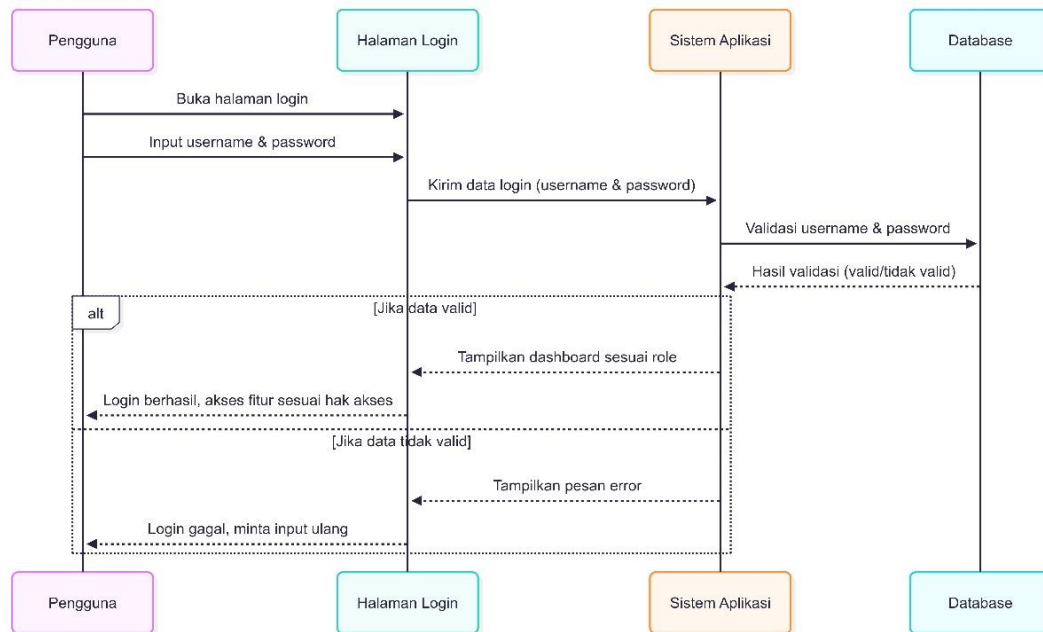 Pengguna
Halaman Login
Sistem Aplikasi
Database
Buka halaman login
Input username & password
Kirim data login (username & password)
Validasi username & password
Hasil validasi (valid/tidak valid)
alt
[Jika data valid]
Tampilkan dashboard sesuai role
Login berhasil, akses fitur sesuai hak akses
[Jika data tidak valid]
Tampilkan pesan error
Login gagal, minta input ulang
Pengguna
Halaman Login
Sistem Aplikasi
Database